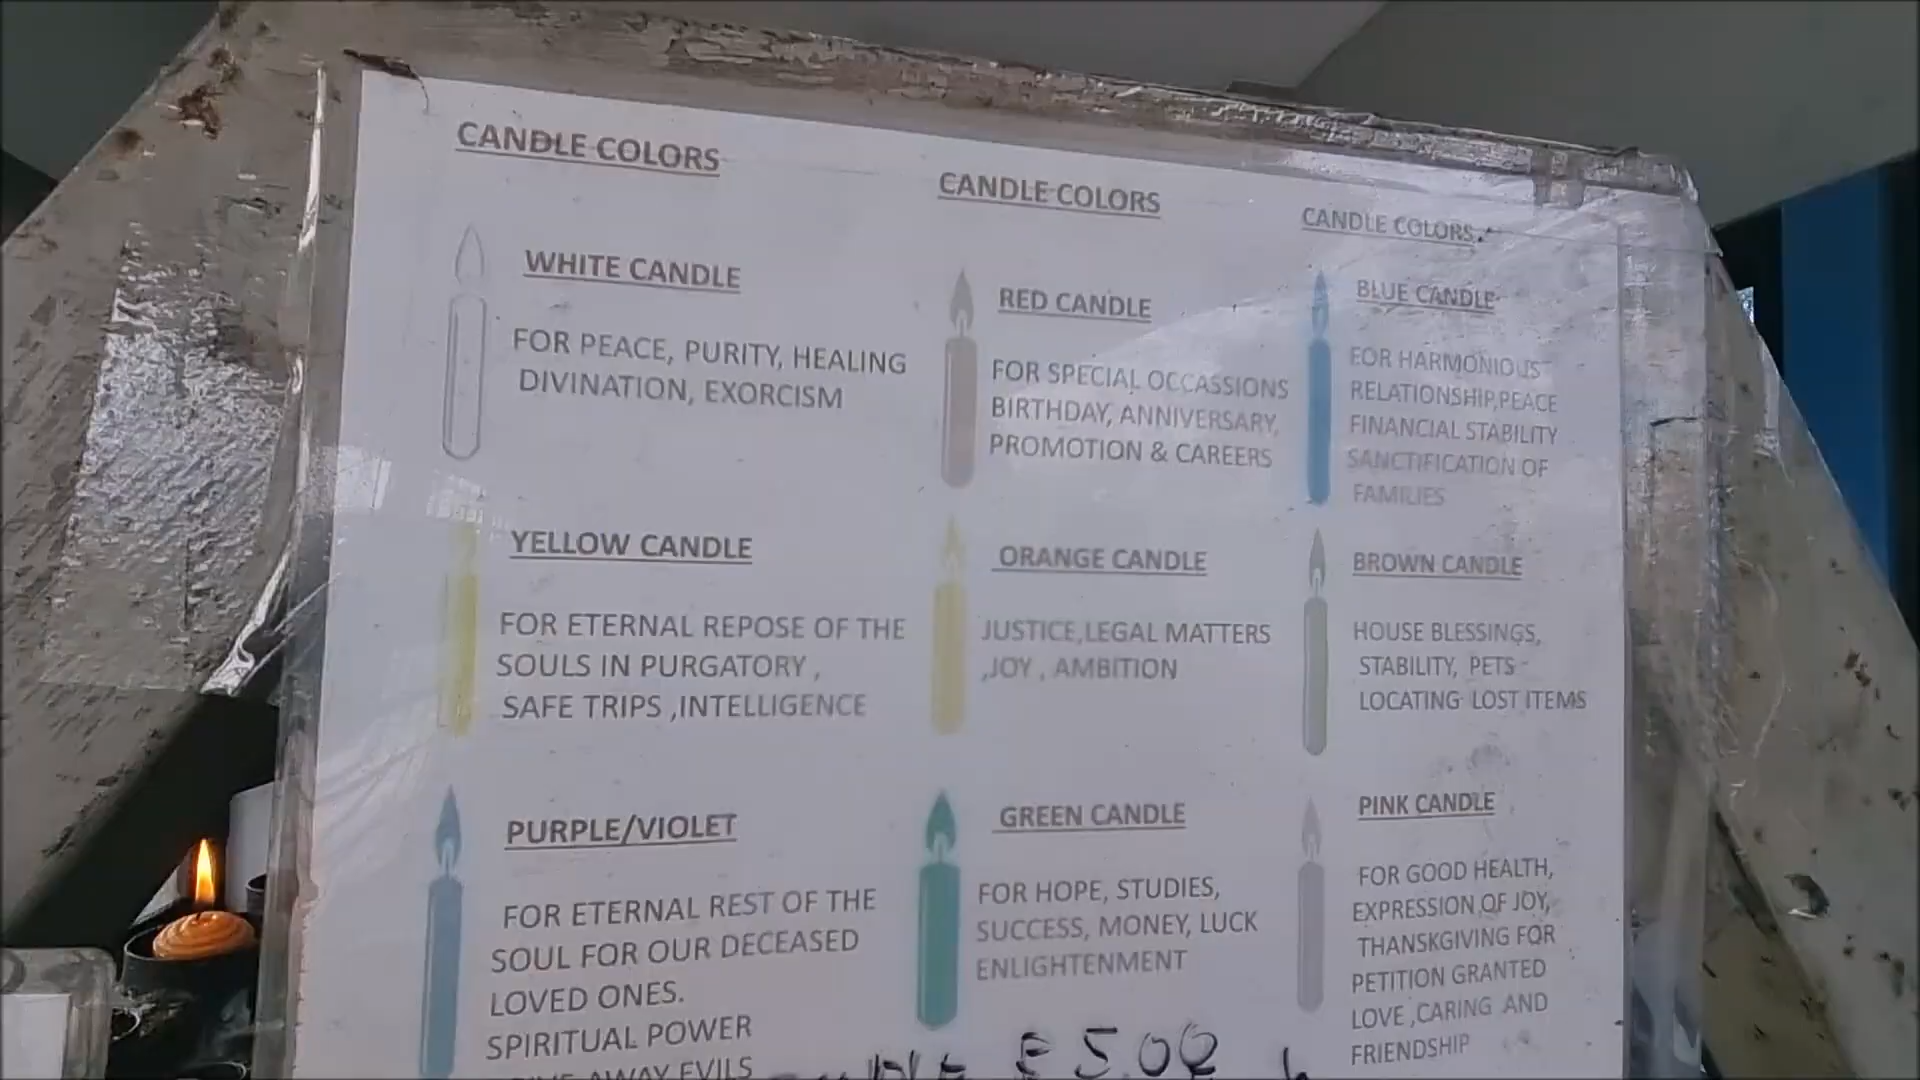 CANDLE COLORS
WHITE CANDLE
FOR PEACE, PURITY, HEALING
DIVINATION, EXORCISM
YELLOW CANDLE
FOR ETERNAL REPOSE OF THE
SOULS IN PURGATORY ,
SAFE TRIPS ,INTELLIGENCE
PURPLE/VIOLET
FOR ETERNAL REST OF THE
SOUL FOR OUR DECEASED
LOVED ONES.
SPIRITUAL POWER
AWAY EVILS
CANDLE COLORS
RED CANDLE
FOR SPECIAL OCCASSIONS
BIRTHDAY, ANNIVERSARY,
PROMOTION & CAREERS
ORANGE CANDLE
JUSTICE,LEGAL MATTERS
,JOY , AMBITION
GREEN CANDLE
FOR HOPE, STUDIES,
SUCCESS, MONEY, LUCK
ENLIGHTENMENT
CANDLE COLORS
BLUE CANDLE
FOR HARMONIOUS
RELATIONSHIP,PEACE
FINANCIAL STABILITY
SANCTIFICATION OF
FAMILIES
BROWN CANDLE
HOUSE BLESSINGS,
STABILITY, PETS
LOCATING LOST ITEMS
PINK CANDLE
FOR GOOD HEALTH,
EXPRESSION OF JOY,
THANSKGIVING FOR
PETITION GRANTED
LOVE ,CARING AND
FRIENDSHIP
5.00